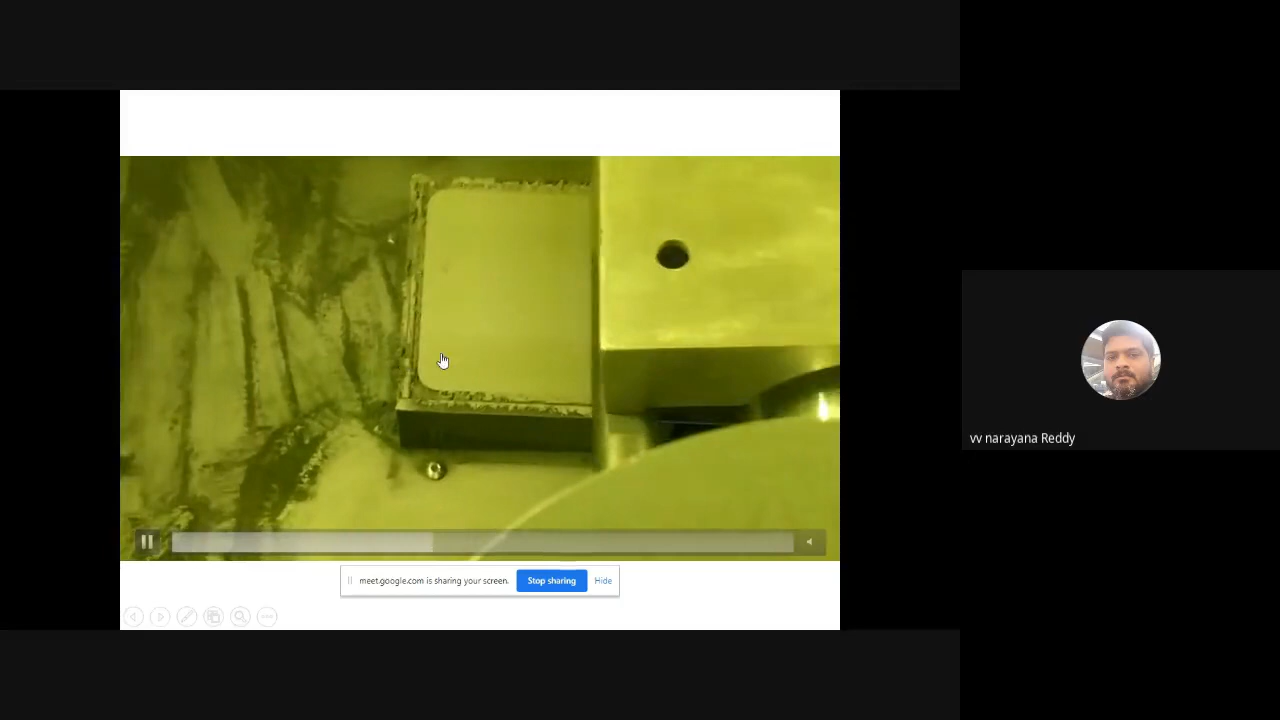 meet.google.com is sharing your screen.
Stop sharing
Hide
vv narayana Reddy